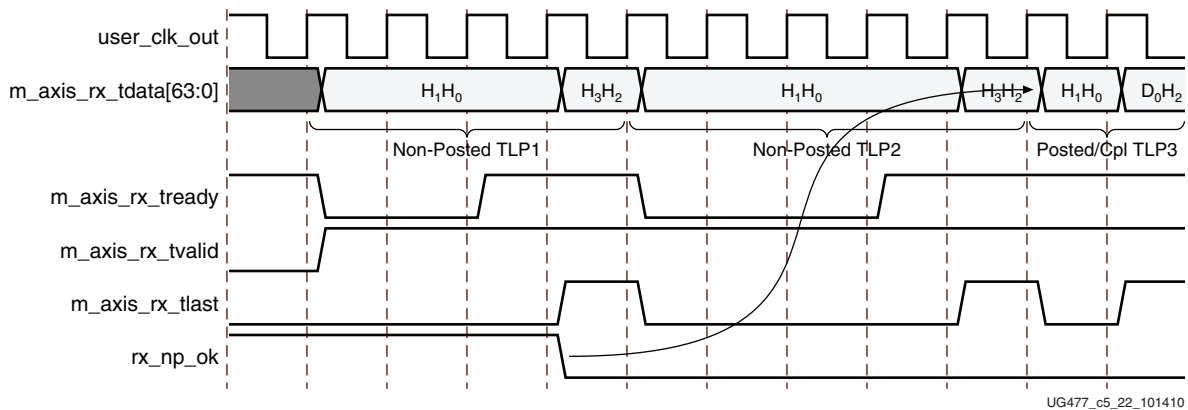 user_clk_out
m_axis_rx_tdata[63:0] H₁H₀ H₃H₂ H₁H₀ H₃H₂ H₁H₀ D₀H₂
Non-Posted TLP1 Non-Posted TLP2 Posted/Cpl TLP3
m_axis_rx_tready
m_axis_rx_tvalid
m_axis_rx_tlast
rx_np_ok
UG477_c5_22_101410